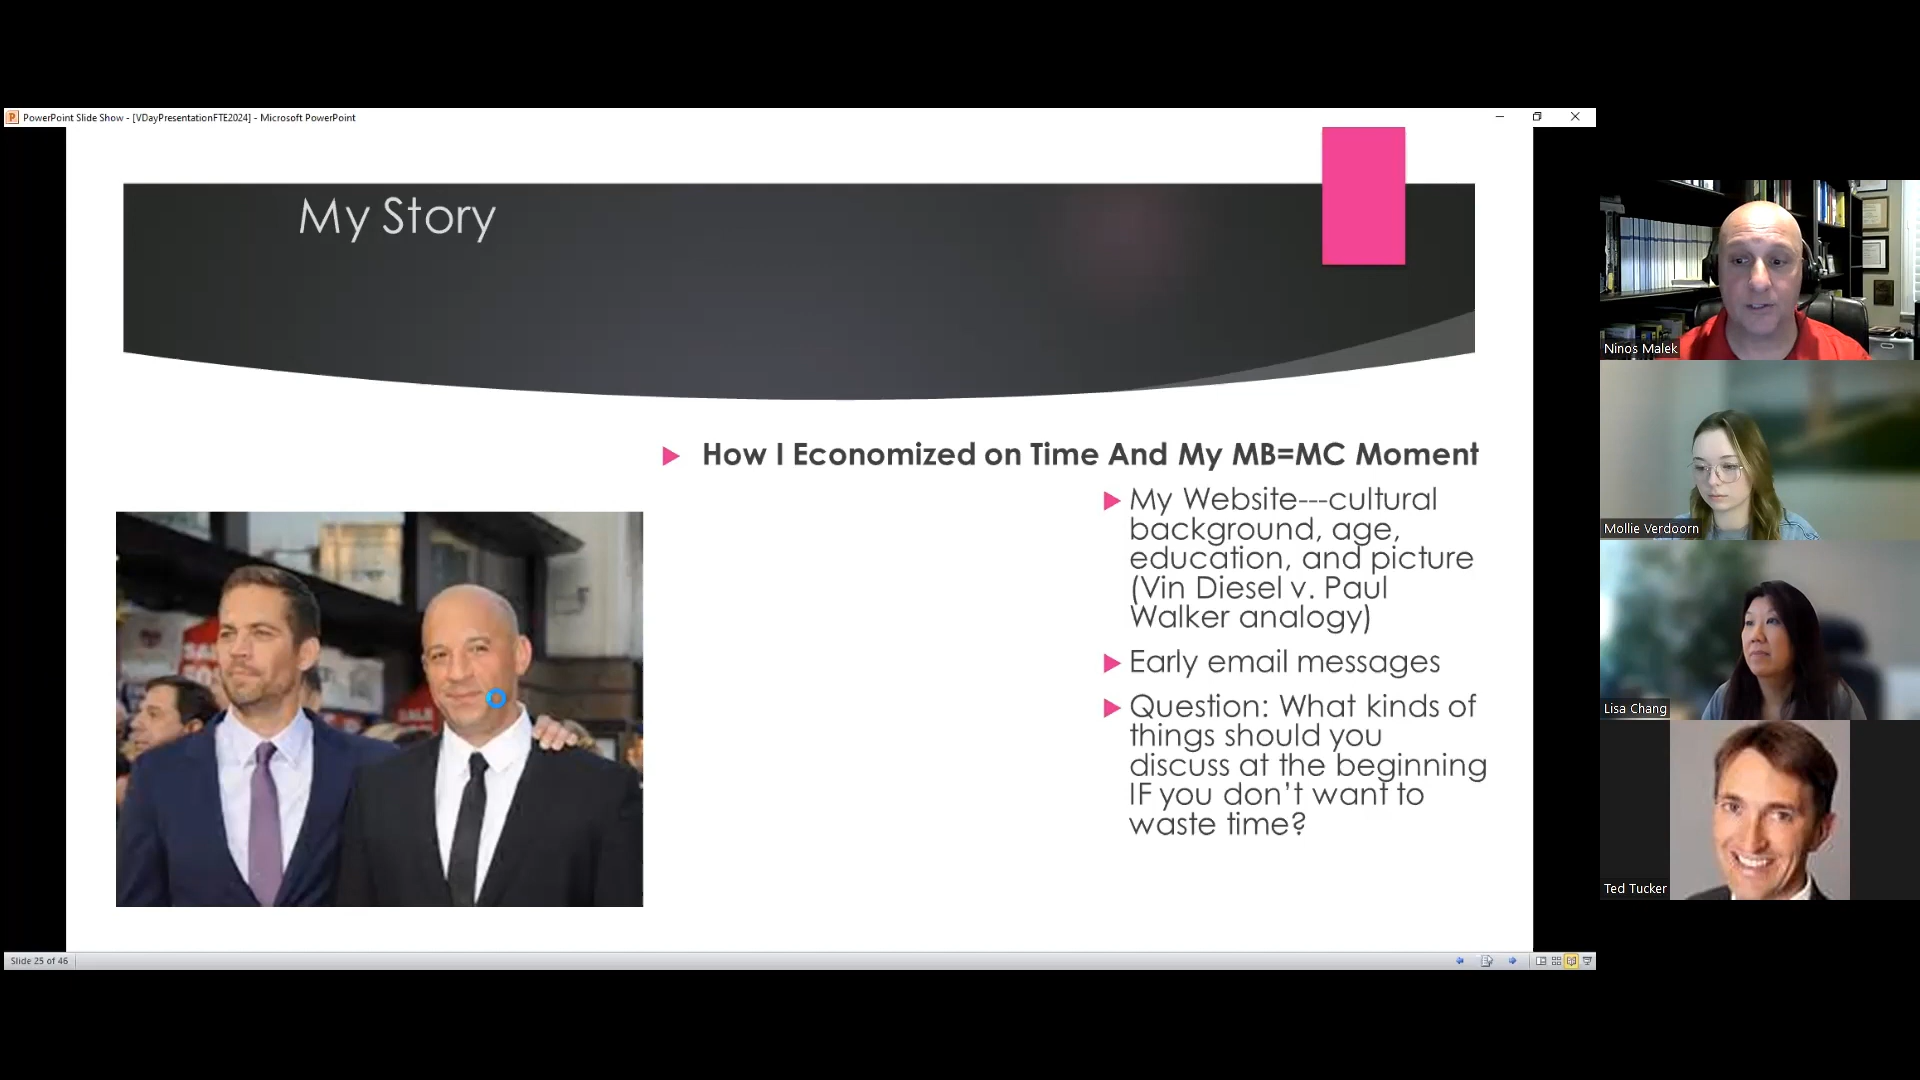 PowerPoint Slide Show - [VDayPresentationFTE2024] - Microsoft PowerPoint
My Story
How I Economized on Time And My MB=MC Moment
My Website---cultural
background, age,
education, and picture
(Vin Diesel v. Paul
Walker analogy)
Early email messages
Question: What kinds of
things should you
discuss at the beginning
IF you don’t want to
waste time?
Slide 25 of 46
Ninos Malek
Mollie Verdoorn
Lisa Chang
Ted Tucker